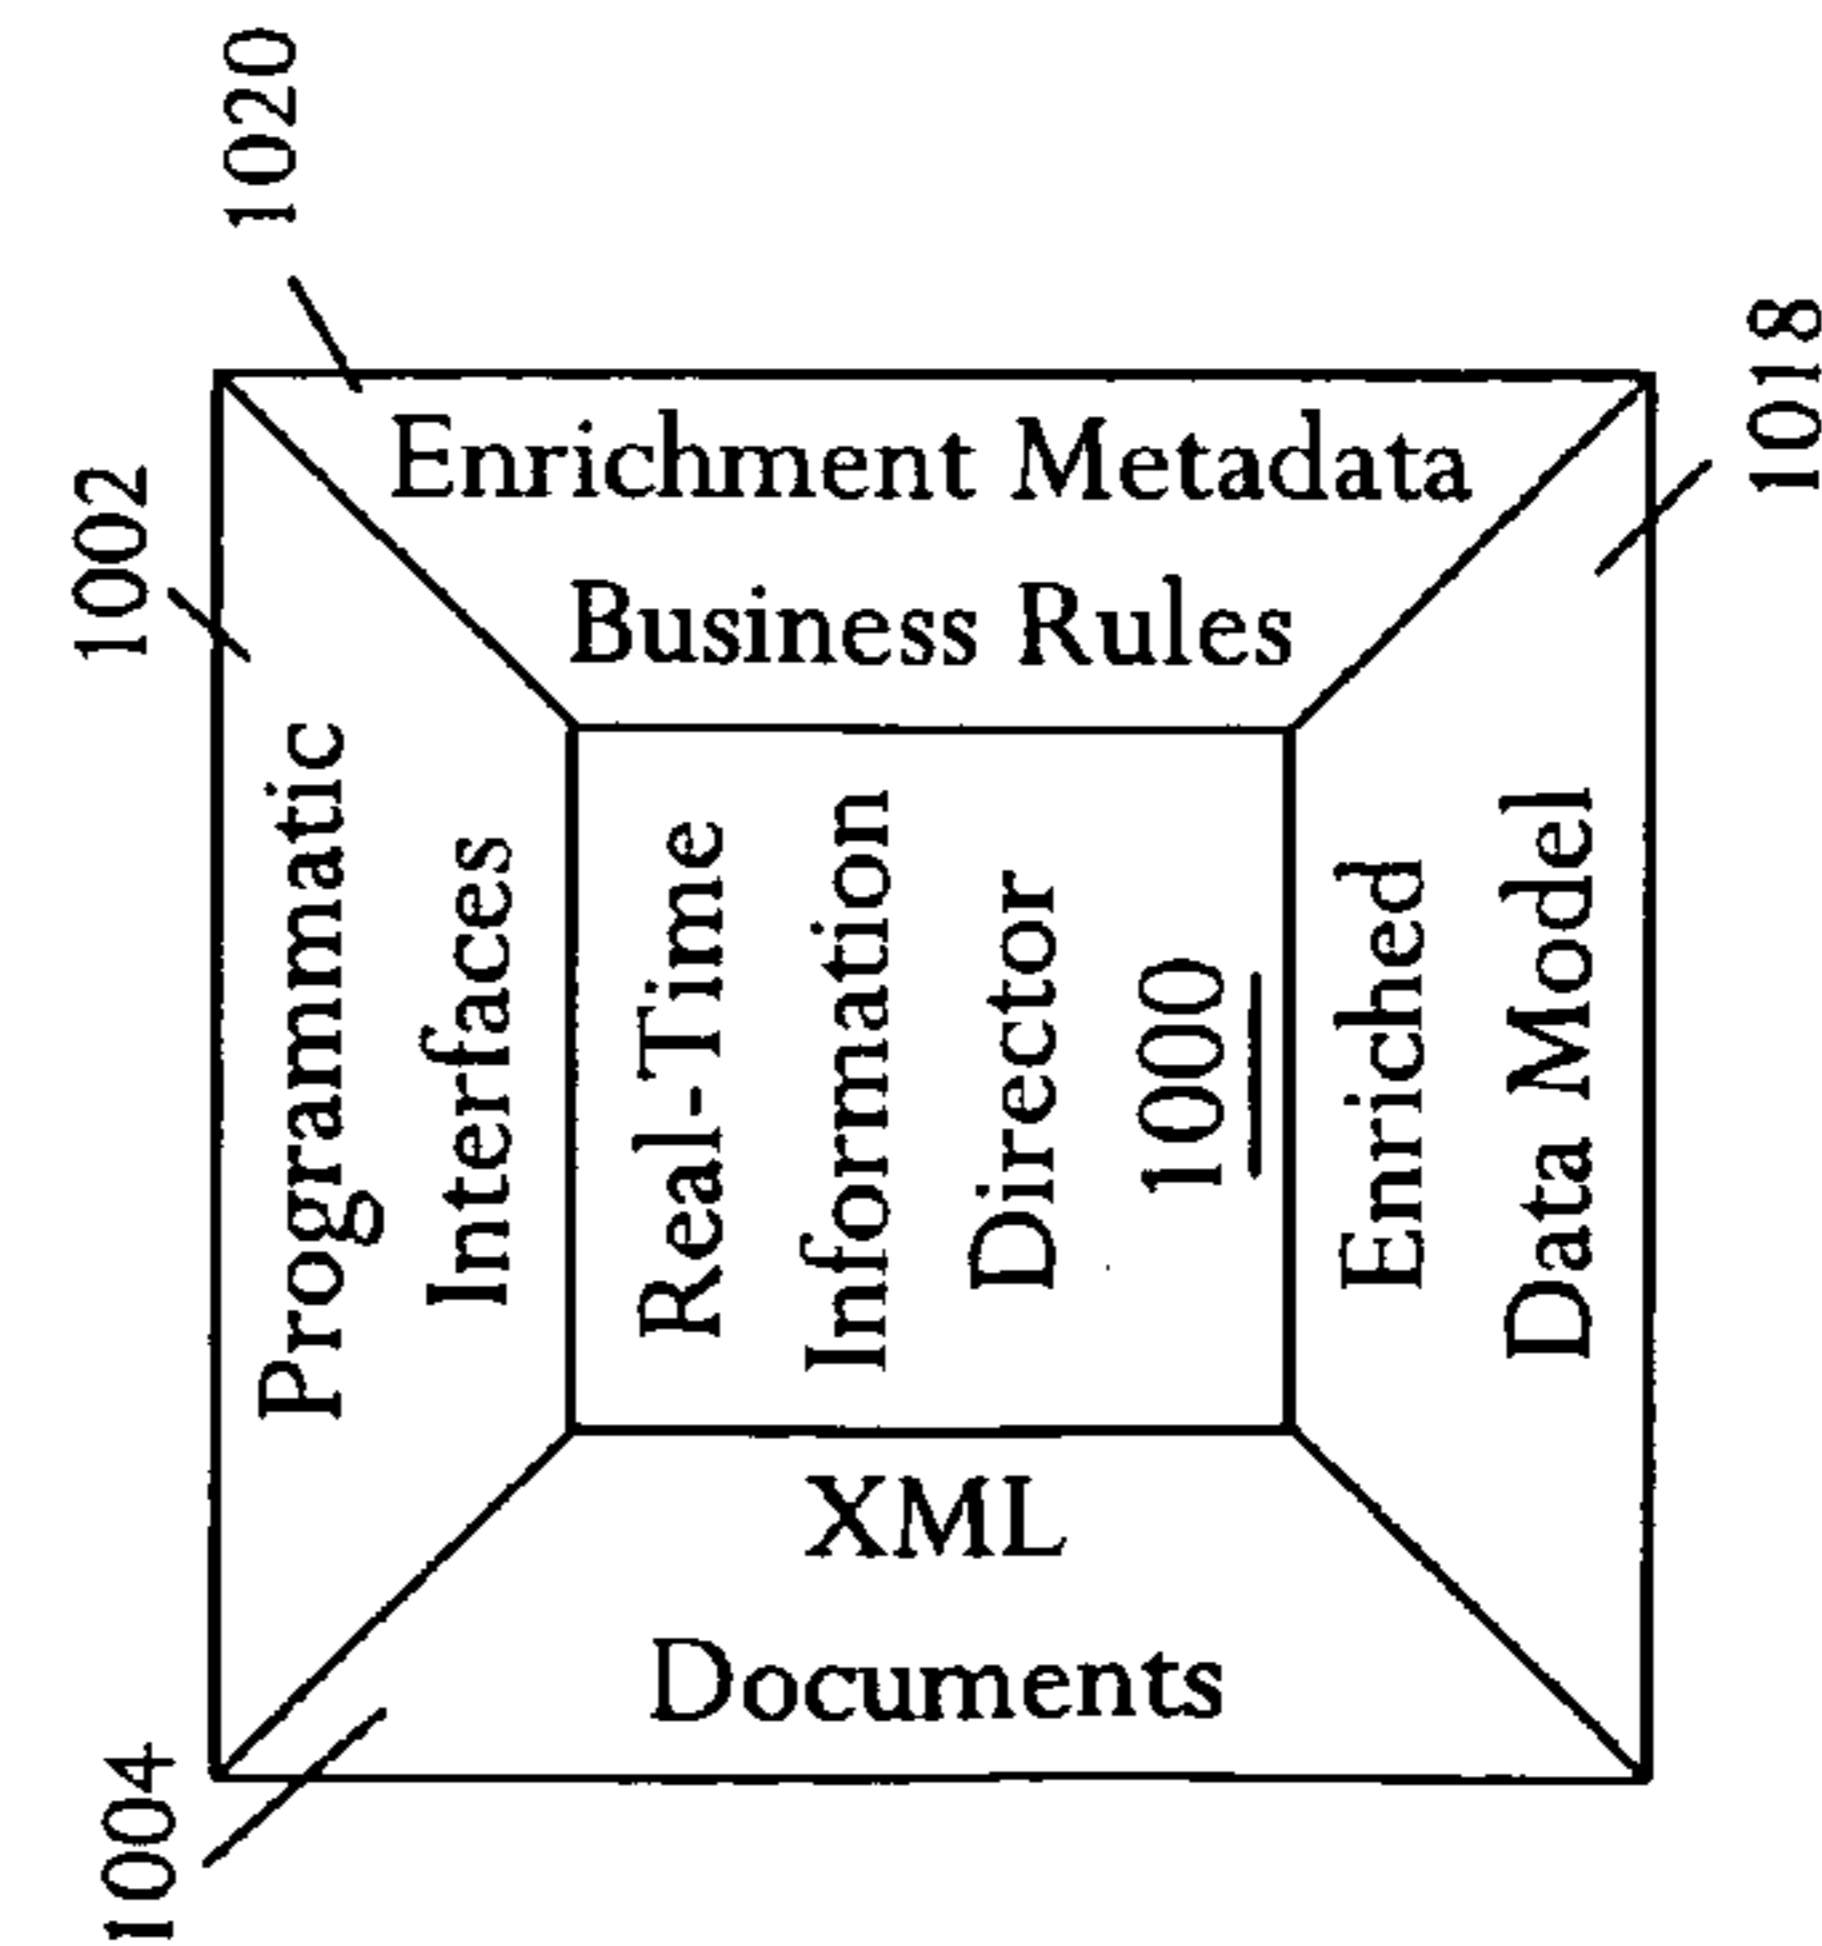 1020
1002
Enrichment Metadata
Business Rules
1018
Programmatic
Interfaces
Real-Time
Information
Director
1000
Enriched
Data Model
XML
Documents
1004